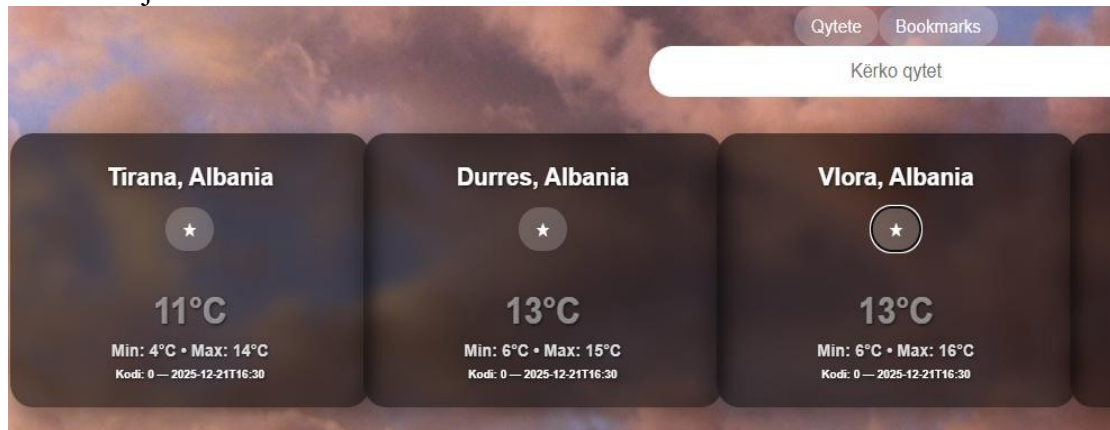 Qytete Bookmarks
Kërko qytet
Tirana, Albania
★
11°C
Min: 4°C • Max: 14°C
Kodi: 0 — 2025-12-21T16:30
Durres, Albania
★
13°C
Min: 6°C • Max: 15°C
Kodi: 0 — 2025-12-21T16:30
Vlora, Albania
★
13°C
Min: 6°C • Max: 16°C
Kodi: 0 — 2025-12-21T16:30